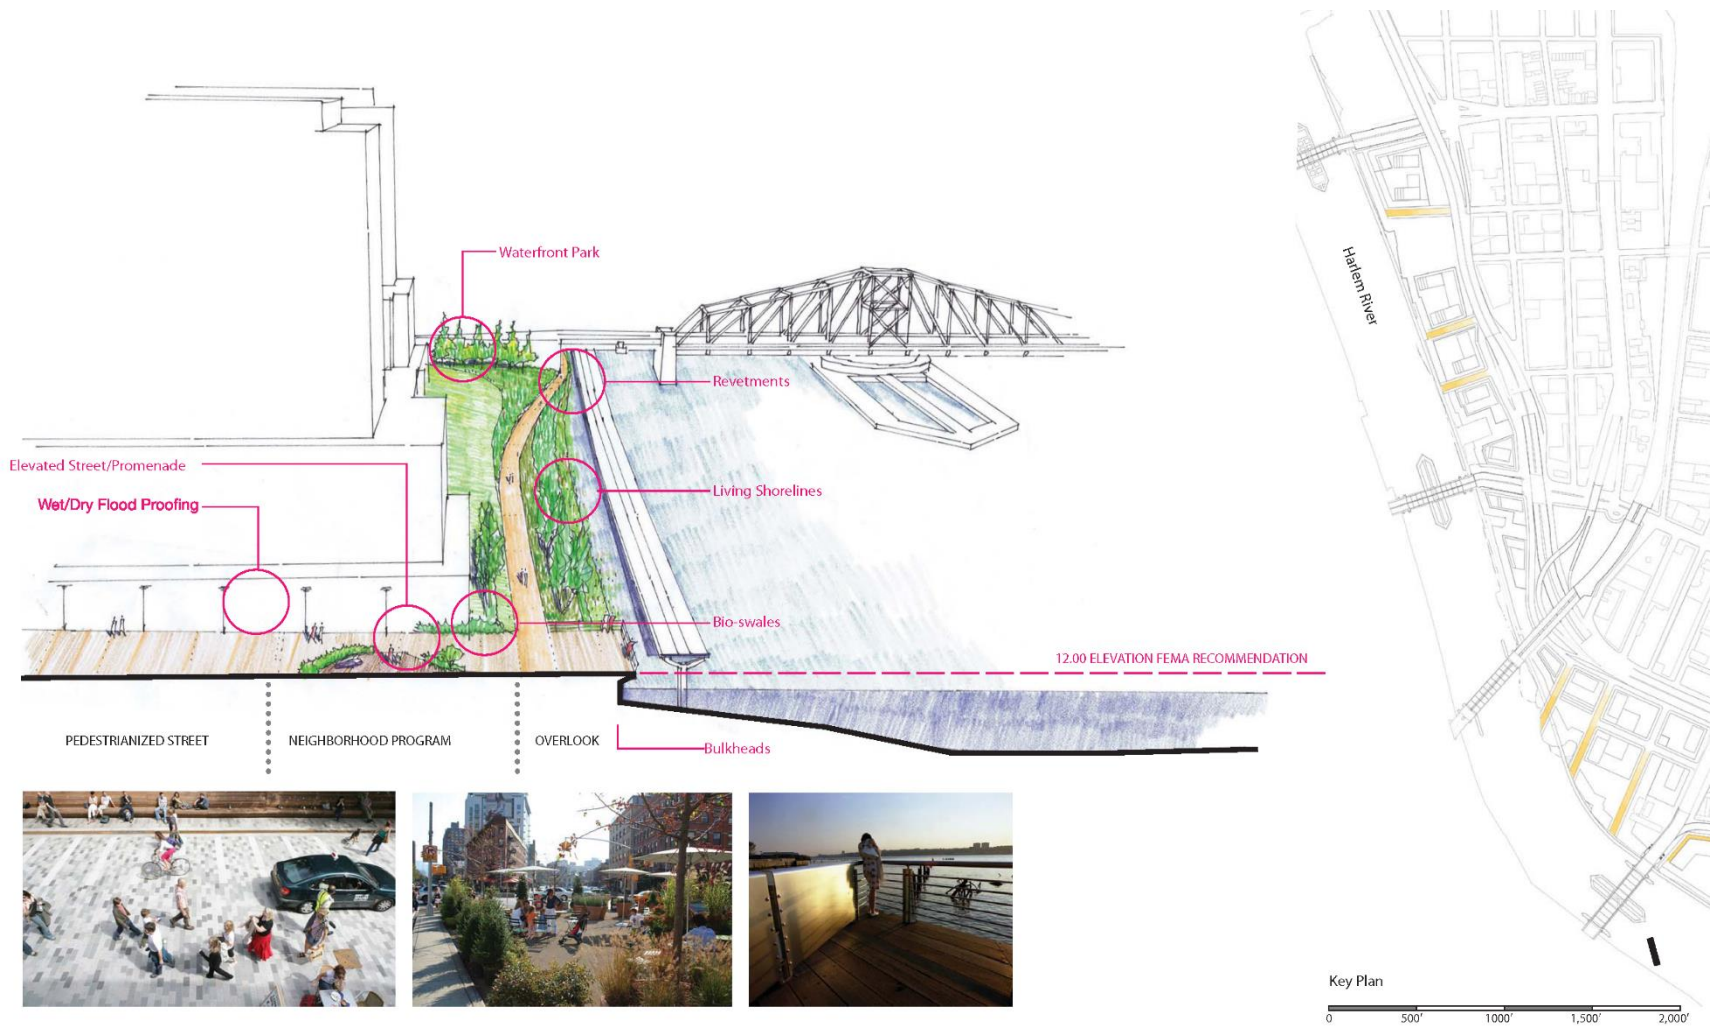 Waterfront Park
Revetments
Elevated Street/Promenade
Wet/Dry Flood Proofing
Living Shorelines
Bio-swales
12.00 ELEVATION FEMA RECOMMENDATION
PEDESTRIANIZED STREET
NEIGHBORHOOD PROGRAM
OVERLOOK
Bulkheads
Harlem River
Key Plan
0 500' 1000' 1,500' 2,000'